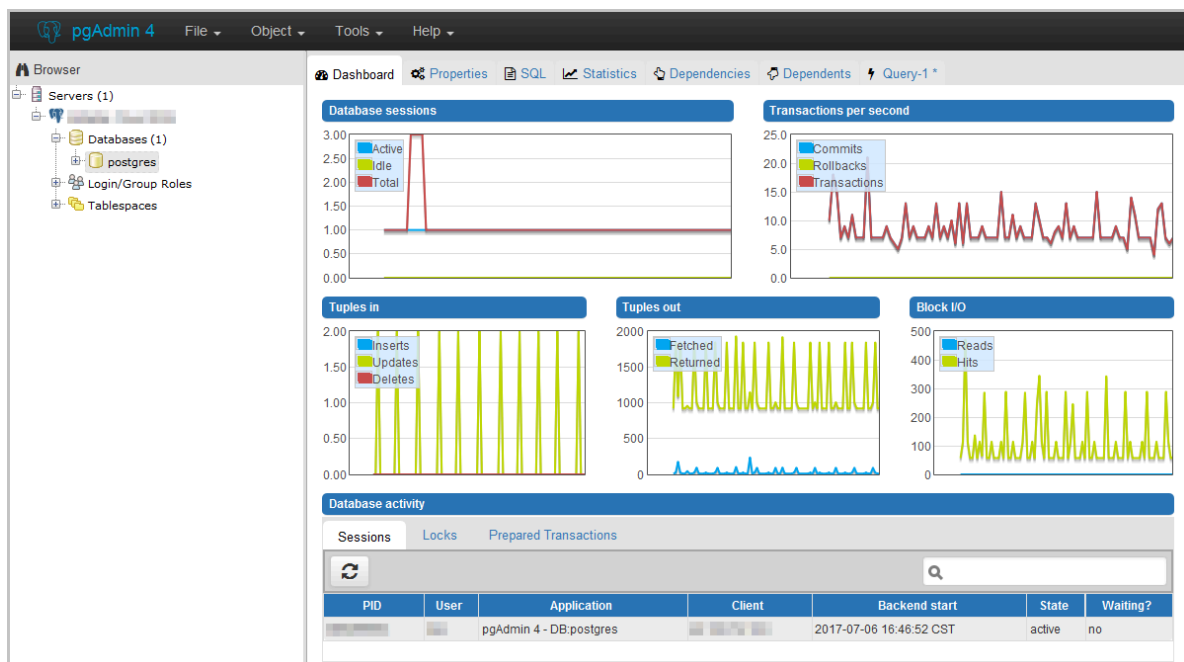 pgAdmin 4 File Object Tools Help
Browser
Servers (1)
Databases (1)
postgres
Login/Group Roles
Tablespaces
Dashboard Properties SQL Statistics Dependencies Dependents Query-1 *
Database sessions
3.00
2.50
2.00
1.50
1.00
0.50
0.00
Active
Idle
Total
Transactions per second
25.0
20.0
15.0
10.0
5.0
0.0
Commits
Rollbacks
Transactions
Tuples in
2.00
1.50
1.00
0.50
0.00
Inserts
Updates
Deletes
Tuples out
2000
1500
1000
500
0
Fetched
Returned
Block I/O
500
400
300
200
100
0
Reads
Hits
Database activity
Sessions Locks Prepared Transactions
PID User Application Client Backend start State Waiting?
pgAdmin 4 - DB:postgres 2017-07-06 16:46:52 CST active no